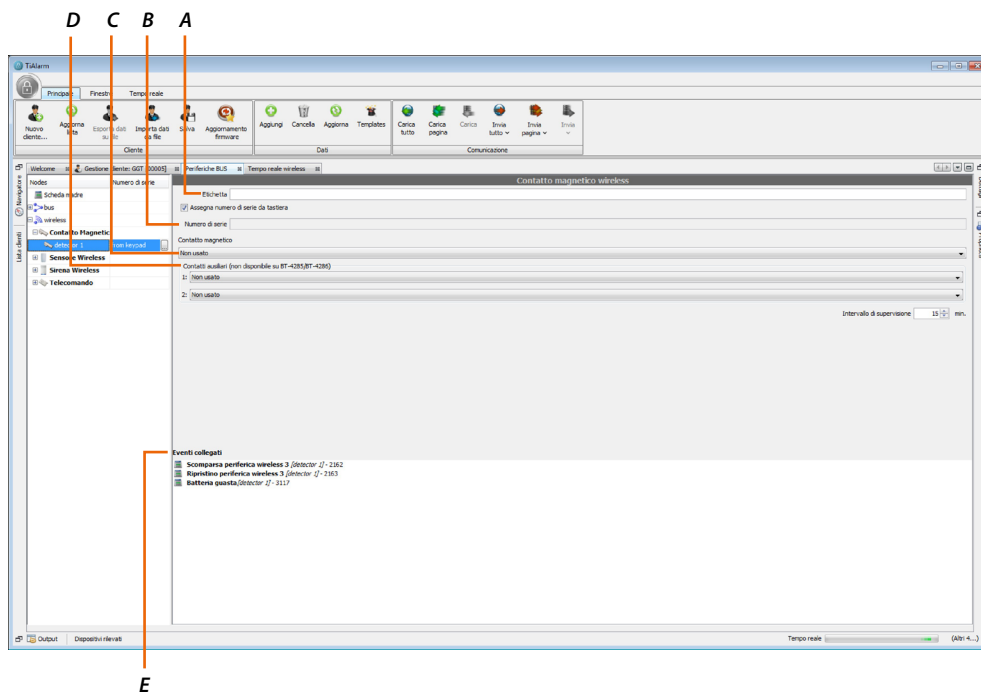 D C B A
TiAlarm
Principale Finestre Tempo reale
Nuovo cliente... Aggiorna lista Esporta dati su file Importa dati da file Salva Aggiornamento firmware Aggiungi Cancella Aggiorna Templates Carica tutto Carica pagina Carica Invia tutto Invia pagina Invia
Cliente Dati Comunicazione
Welcome Gestione cliente: GGT [00005] Periferiche BUS Tempo reale wireless
Navigatore
Lista clienti
Nodes Numero di serie
Scheda madre
bus
wireless
Contatto Magnetic
detector 1 from keypad
Sensore Wireless
Sirena Wireless
Telecomando
Contatto magnetico wireless
Etichetta
Assegna numero di serie da tastiera
Numero di serie
Contatto magnetico
Non usato
Contatti ausiliari (non disponibile su BT-4285/BT-4286)
1: Non usato
2: Non usato
Intervallo di supervisione 15 min.
Eventi collegati
Scomparsa periferica wireless 3 [detector 1] - 2162
Ripristino periferica wireless 3 [detector 1] - 2163
Batteria guasta[detector 1] - 3117
Output Dispositivi rilevati Tempo reale (Altri 4...)
E